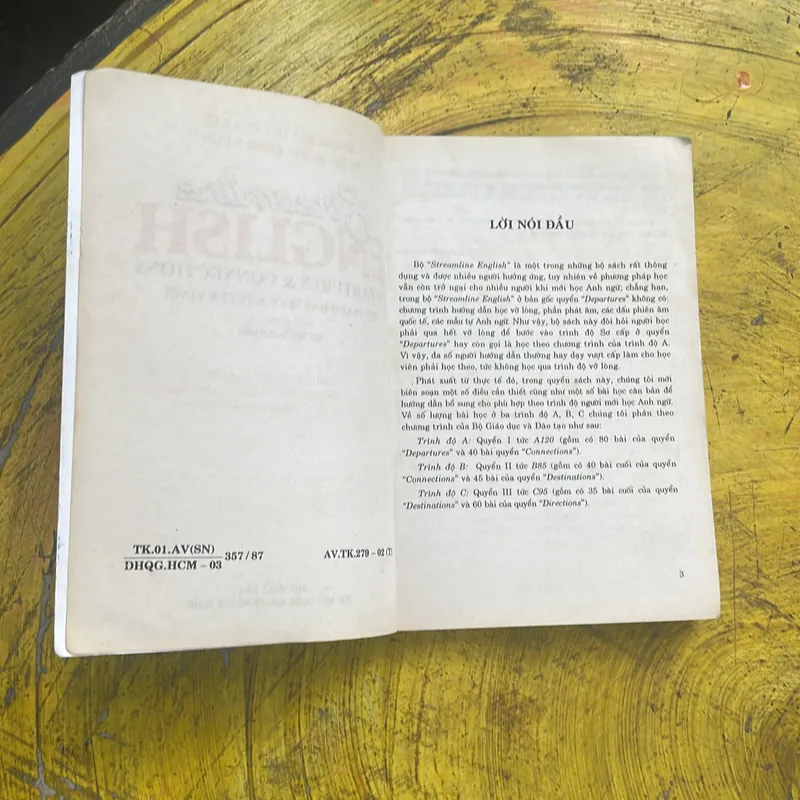 TK.01.AV(SN)
357/87
AV.TK.279 – 02 (T)
DHQG.HCM – 03
LỜI NÓI ĐẦU
Bộ "Streamline English" là một trong những bộ sách rất thông
dụng và được nhiều người hưởng ứng, tuy nhiên về phương pháp học
vẫn còn trở ngại cho nhiều người khi mới học Anh ngữ; chẳng hạn,
trong bộ "Streamline English" ở bản gốc quyển "Departures" không có:
chương trình hướng dẫn học vỡ lòng, phần phát âm, các dấu phiên âm
quốc tế, các mẫu tự Anh ngữ. Như vậy, bộ sách này đòi hỏi người học
phải qua hết vỡ lòng để bước vào trình độ Sơ cấp ở quyển
"Departures" hay còn gọi là học theo chương trình của trình độ A.
Vì vậy, đa số người hướng dẫn thường hay dạy vượt cấp làm cho học
viên phải học theo, tức không học qua trình độ vỡ lòng.
Phát xuất từ thực tế đó, trong quyển sách này, chúng tôi mới
biên soạn một số điều cần thiết cũng như một số bài học căn bản để
hướng dẫn bổ sung cho phù hợp theo trình độ người mới học Anh ngữ.
Về số lượng bài học ở ba trình độ A, B, C chúng tôi phân theo
chương trình của Bộ Giáo dục và Đào tạo như sau:
Trình độ A: Quyển I tức A120 (gồm có 80 bài của quyển
"Departures" và 40 bài quyển "Connections").
Trình độ B: Quyển II tức B85 (gồm có 40 bài cuối của quyển
"Connections" và 45 bài của quyển "Destinations").
Trình độ C: Quyển III tức C95 (gồm có 35 bài cuối của quyển
"Destinations" và 60 bài của quyển "Directions").
3